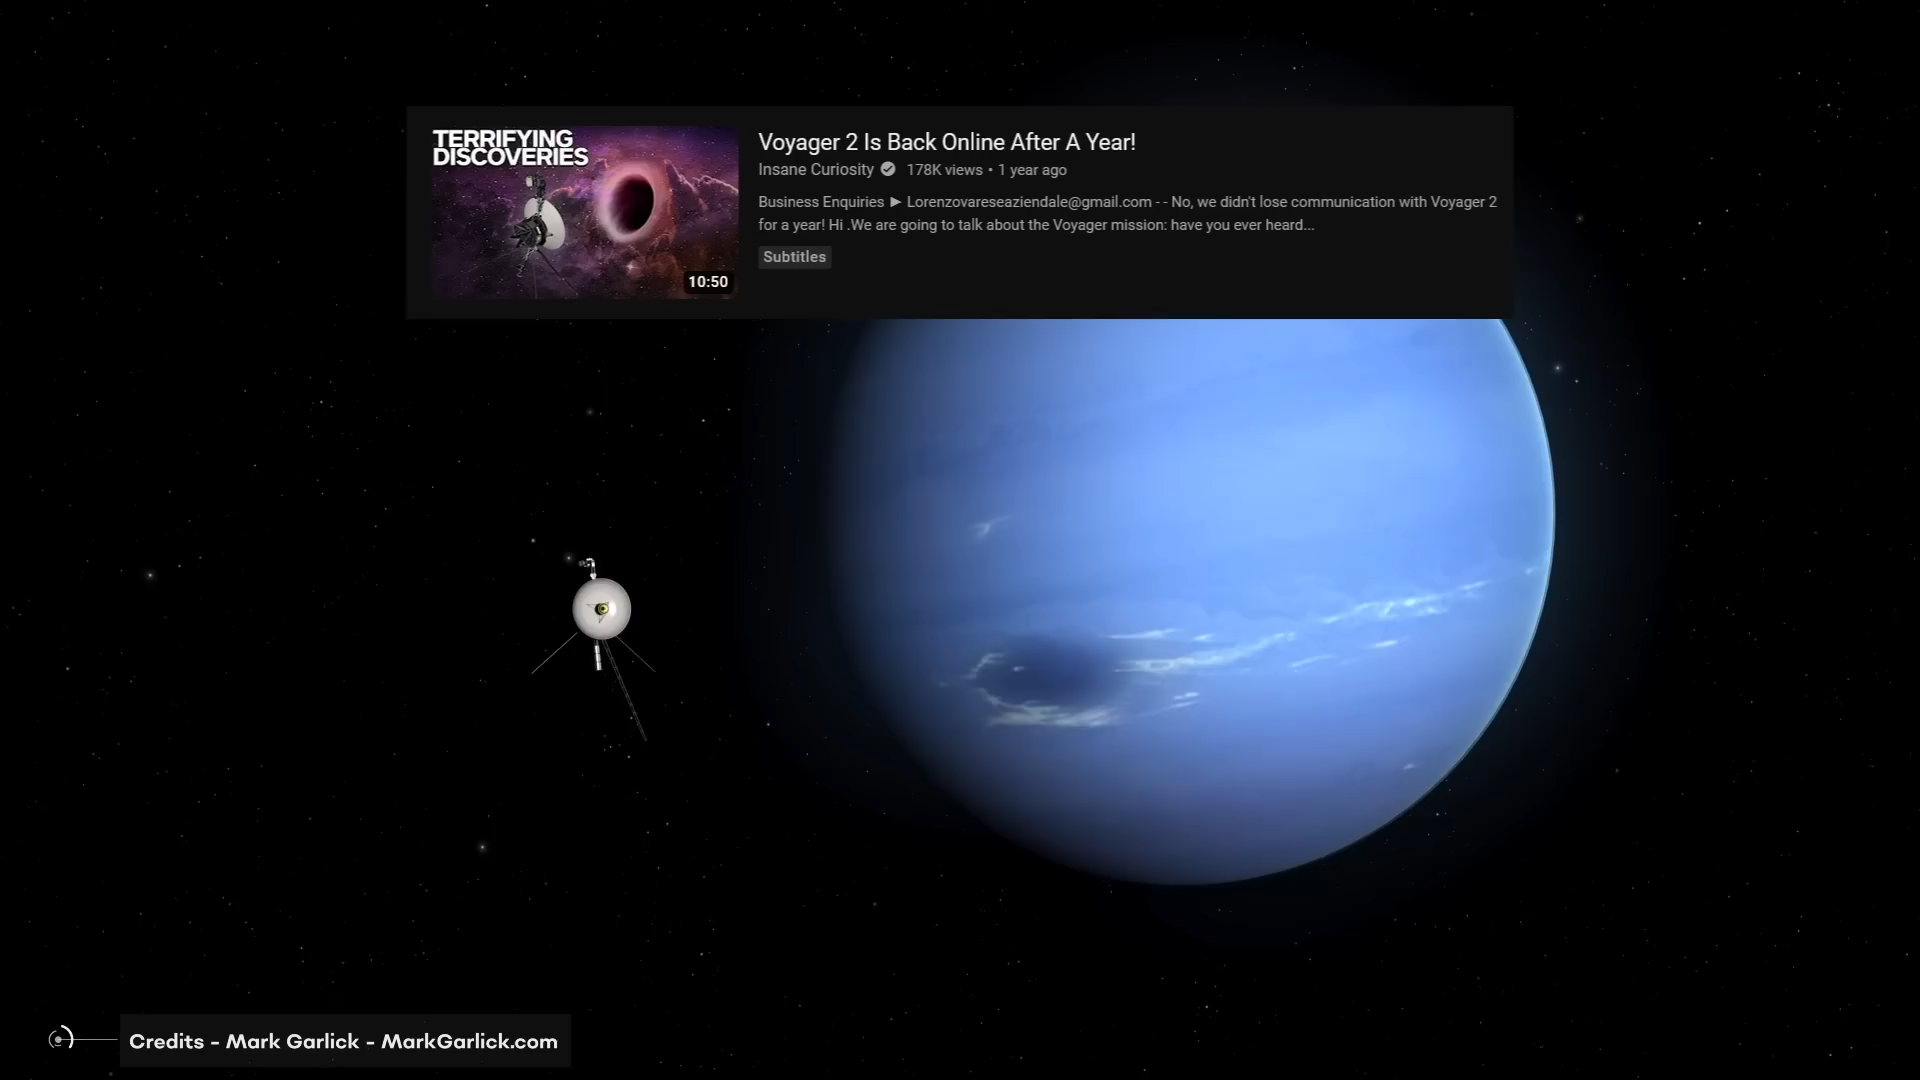 TERRIFYING
DISCOVERIES
10:50
Voyager 2 Is Back Online After A Year!
Insane Curiosity 178K views • 1 year ago
Business Enquiries ► Lorenzovareseaziendale@gmail.com - - No, we didn't lose communication with Voyager 2
for a year! Hi .We are going to talk about the Voyager mission: have you ever heard...
Subtitles
Credits - Mark Garlick - MarkGarlick.com